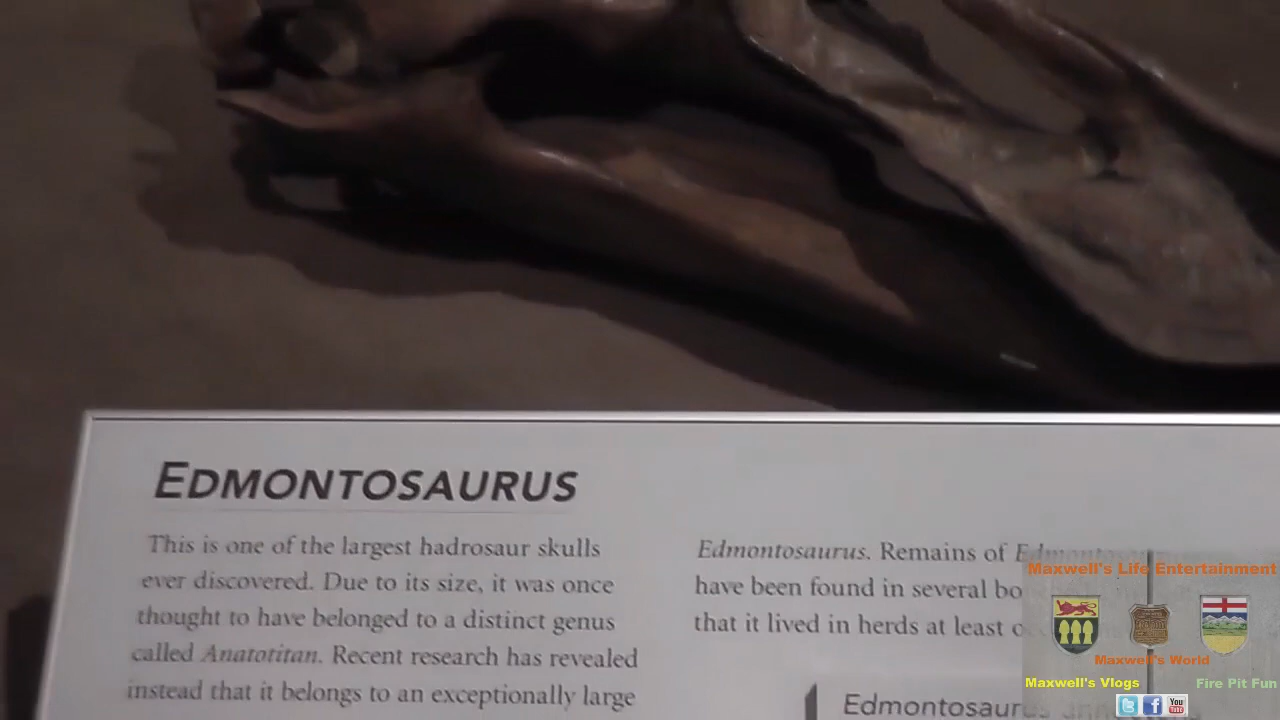 EDMONTOSAURUS
This is one of the largest hadrosaur skulls
ever discovered. Due to its size, it was once
thought to have belonged to a distinct genus
called Anatotitan. Recent research has revealed
instead that it belongs to an exceptionally large
Edmontosaurus. Remains of Edmontosaurus
have been found in several
that it lived in herds at least
Edmontosaurus
Maxwell's Life Entertainment
Maxwell's World
Maxwell's Vlogs
Fire Pit Fun
You